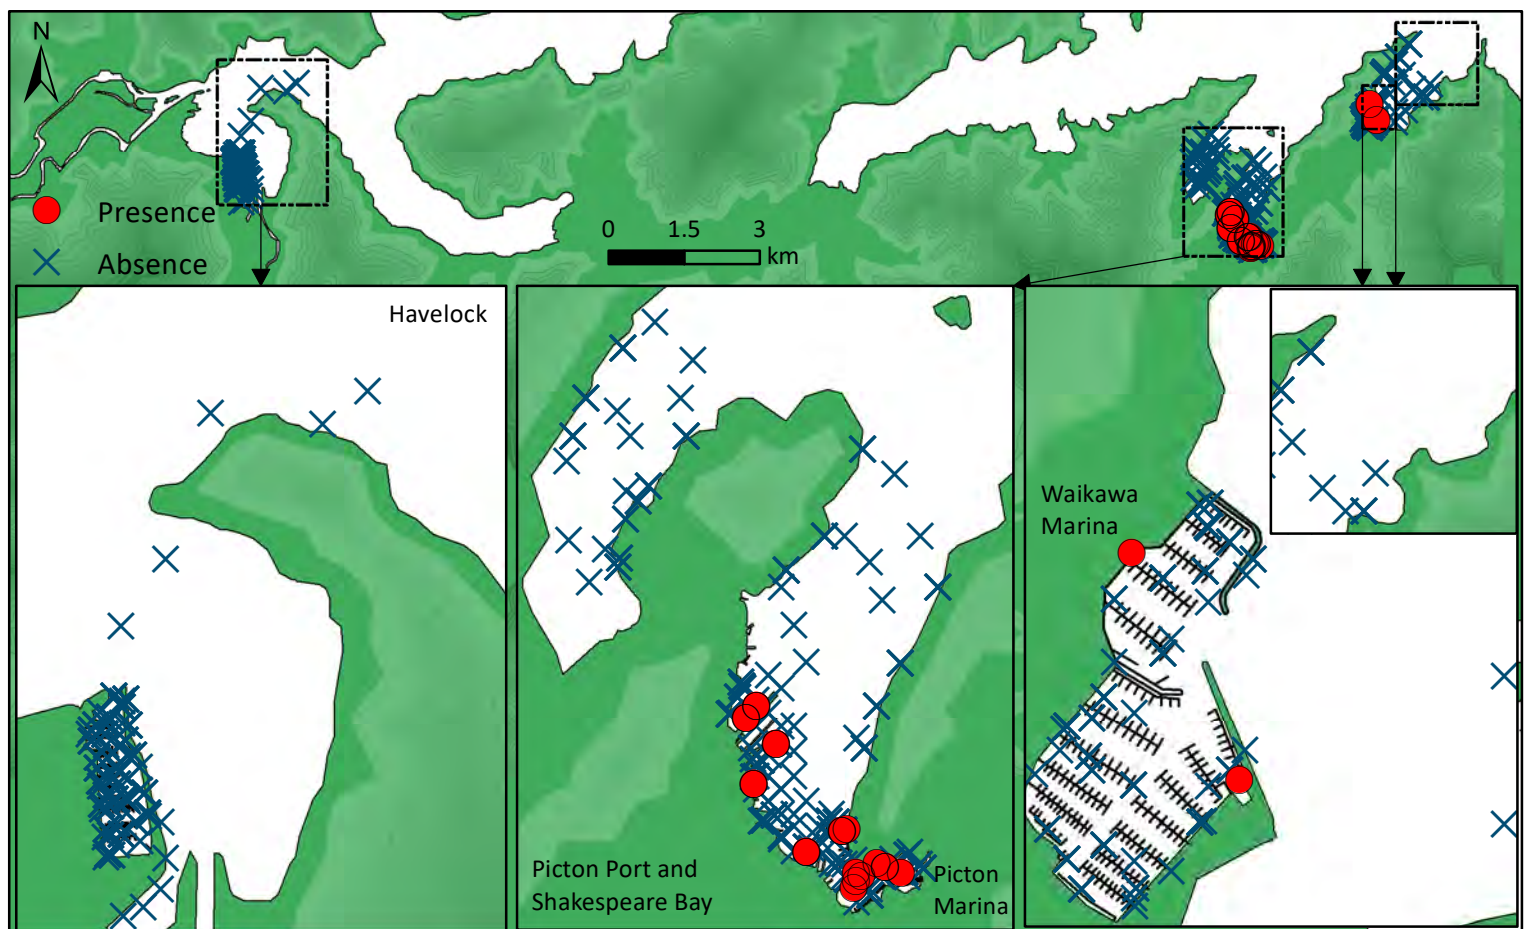 N
Presence
Absence
0 1.5 3
km
Havelock
Picton Port and
Shakespeare Bay
Picton
Marina
Waikawa
Marina